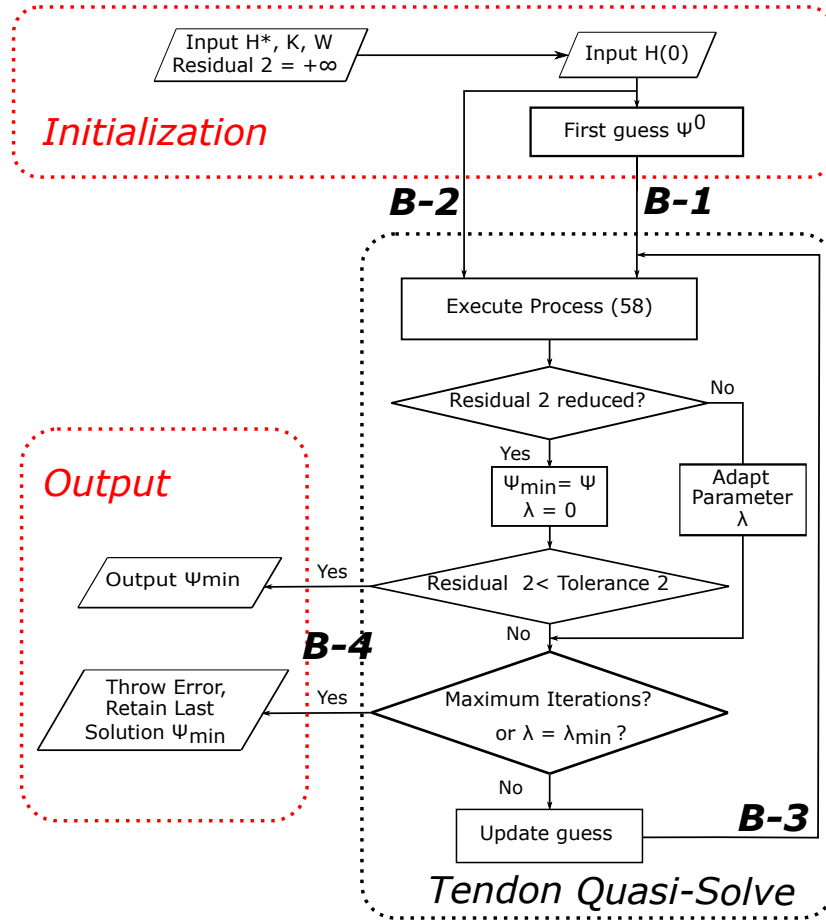 Input H*, K, W
Residual 2 = +∞
Input H(0)
Initialization
First guess Ψ⁰
B-2
B-1
Execute Process (58)
Residual 2 reduced?
No
Yes
Ψmin= Ψ
λ = 0
Adapt
Parameter
λ
Output
Output Ψmin
Yes
Residual 2< Tolerance 2
No
B-4
Throw Error,
Retain Last
Solution Ψmin
Yes
Maximum Iterations?
or λ = λmin ?
No
Update guess
B-3
Tendon Quasi-Solve